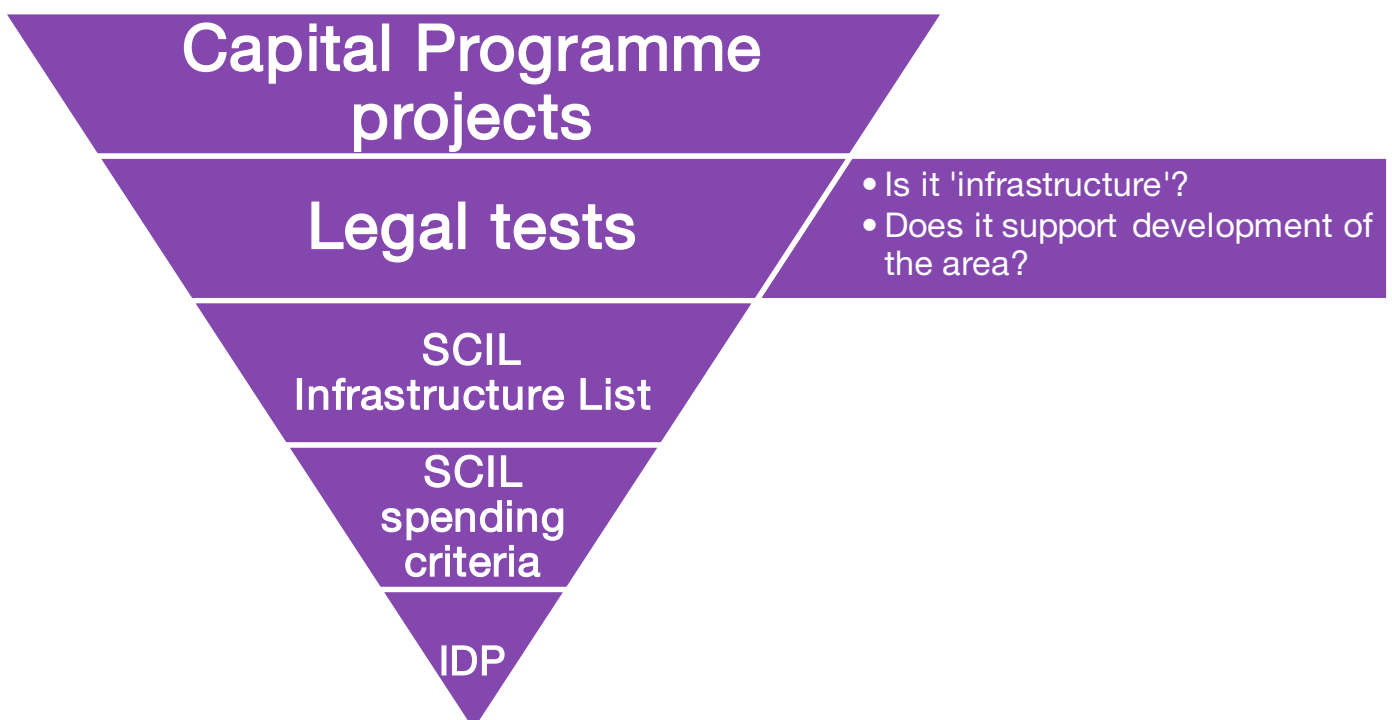 Capital Programme
projects
Legal tests
• Is it 'infrastructure'?
• Does it support development of
the area?
SCIL
Infrastructure List
SCIL
spending
criteria
IDP